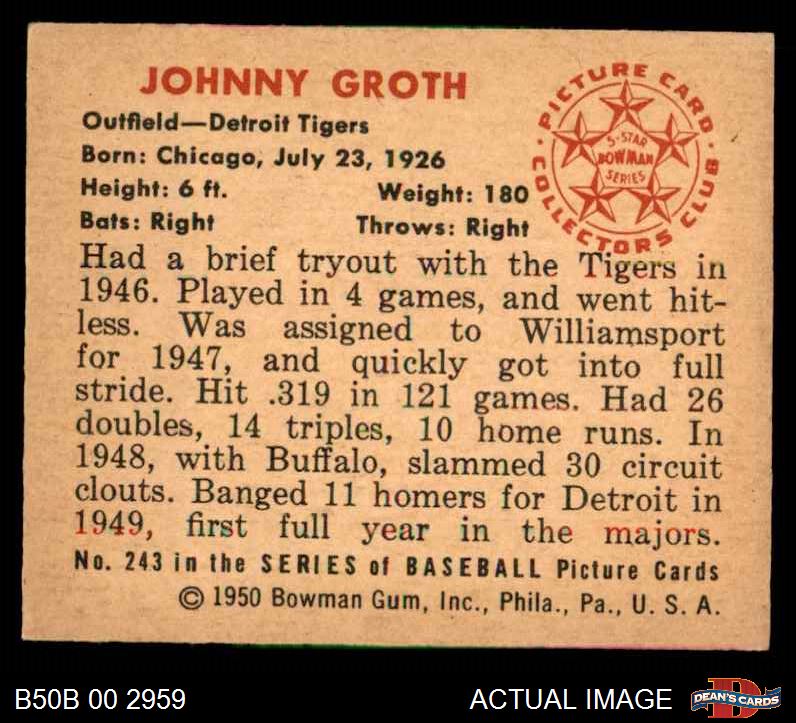 JOHNNY GROTH
Outfield—Detroit Tigers
Born: Chicago, July 23, 1926
Height: 6 ft. Weight: 180
Bats: Right Throws: Right
PICTURE CARD
COLLECTORS CLUB
5-STAR
BOWMAN
SERIES
Had a brief tryout with the Tigers in
1946. Played in 4 games, and went hit-
less. Was assigned to Williamsport
for 1947, and quickly got into full
stride. Hit .319 in 121 games. Had 26
doubles, 14 triples, 10 home runs. In
1948, with Buffalo, slammed 30 circuit
clouts. Banged 11 homers for Detroit in
1949, first full year in the majors.
No. 243 in the SERIES of BASEBALL Picture Cards
© 1950 Bowman Gum, Inc., Phila., Pa., U. S. A.
B50B 00 2959
ACTUAL IMAGE
D
DEAN'S CARDS